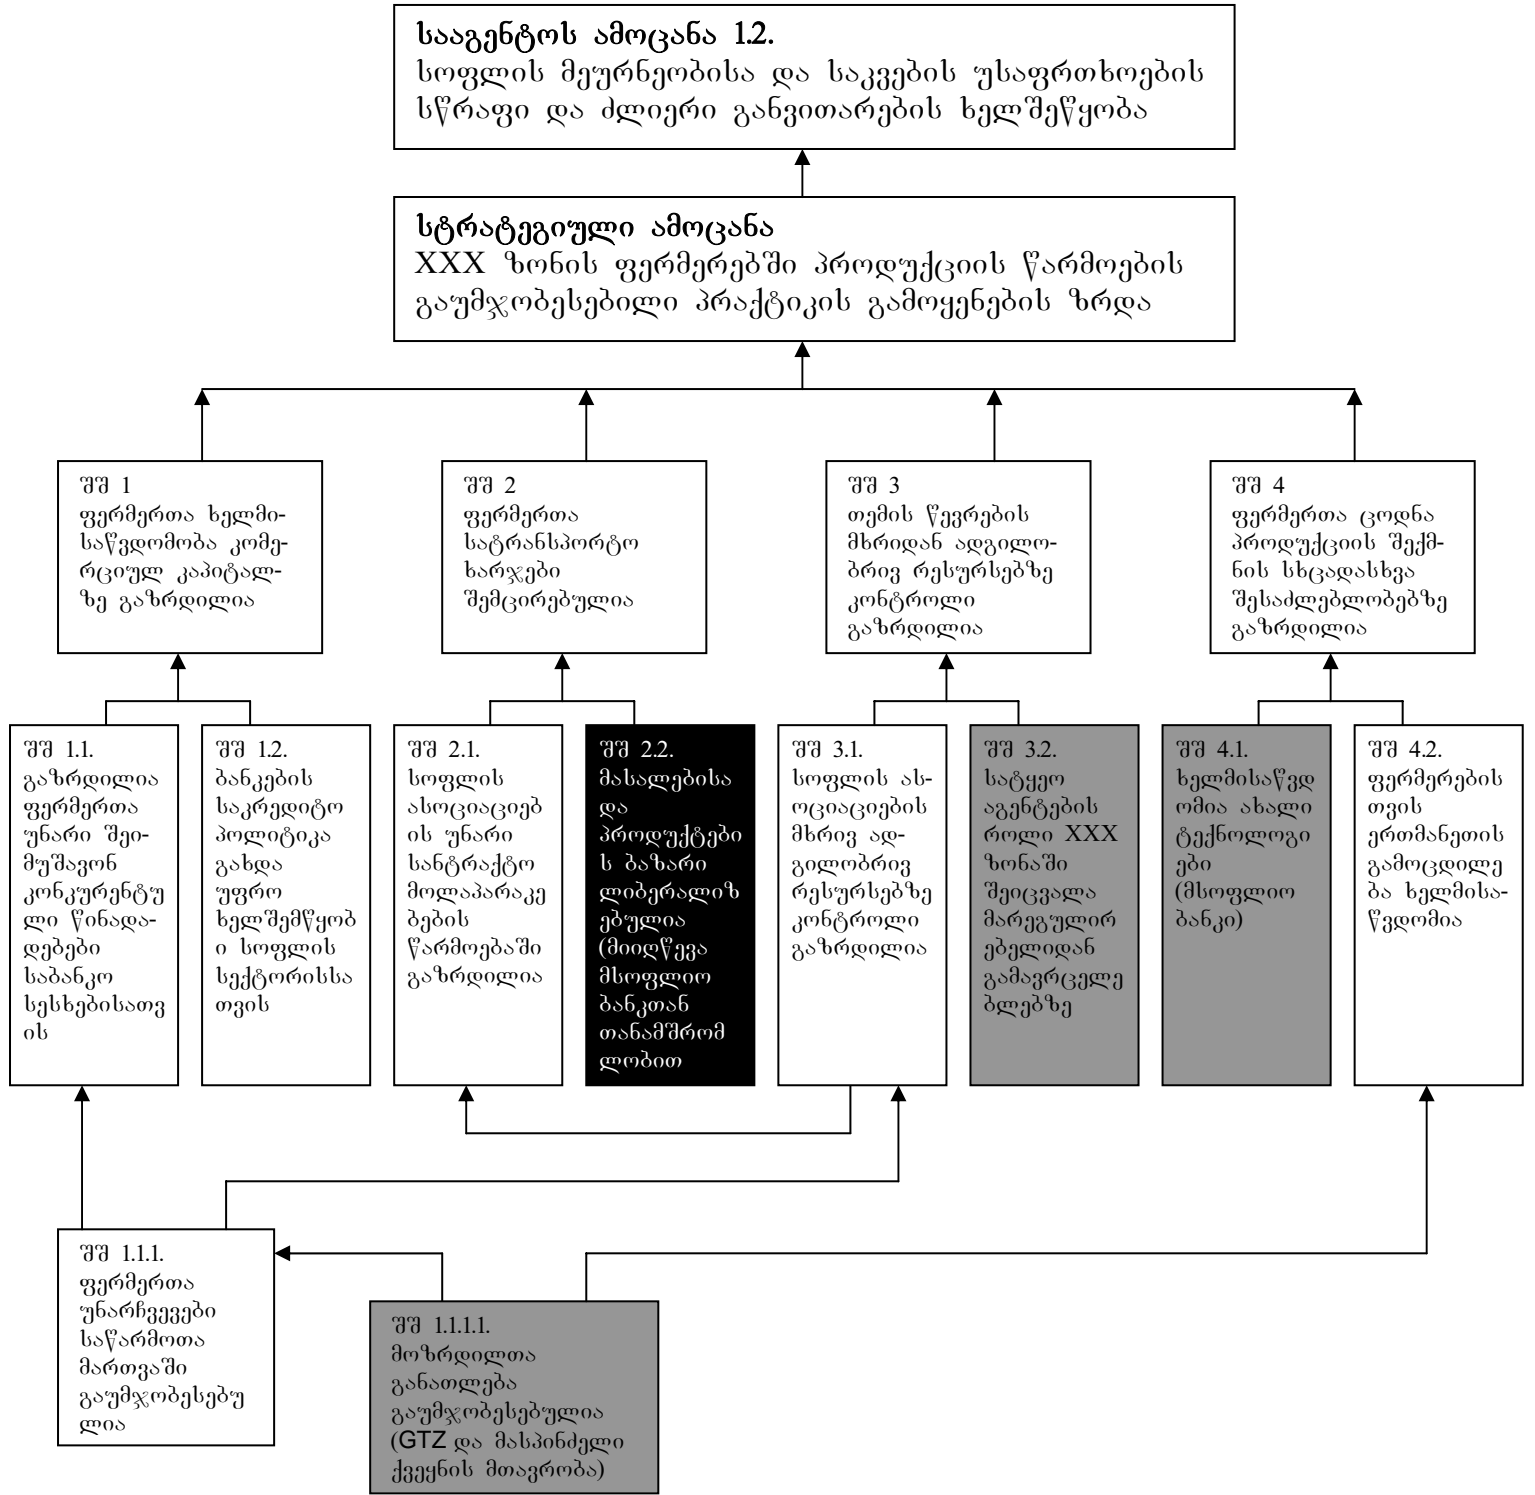 სააგენტოს ამოცანა 1.2.
სოფლის მეურნეობისა და საკვების უსაფრთხოების
სწრაფი და ძლიერი განვითარების ხელშეწყობა
სტრატეგიული ამოცანა
XXX ზონის ფერმერებში პროდუქციის წარმოების
გაუმჯობესებილი პრაქტიკის გამოყენების ზრდა
შშ 1
ფერმერთა ხელმი-
საწვდომობა კომე-
რციულ კაპიტალ-
ზე გაზრდილია
შშ 2
ფერმერთა
სატრანსპორტო
ხარჯები
შემცირებულია
შშ 3
თემის წევრების
მხრიდან ადგილო-
ბრივ რესურსებზე
კონტროლი
გაზრდილია
შშ 4
ფერმერთა ცოდნა
პროდუქციის შექმ-
ნის სხცადასხვა
შესაძლებლობებზე
გაზრდილია
შშ 1.1.
გაზრდილია
ფერმერთა
უნარი შეი-
მუშავონ
კონკურენტუ
ლი წინადა-
დებები
საბანკო
სესხებისათვ
ის
შშ 1.2.
ბანკების
საკრედიტო
პოლიტიკა
გახდა
უფრო
ხელშემწყობ
ი სოფლის
სექტორისსა
თვის
შშ 2.1.
სოფლის
ასოციაციებ
ის უნარი
სანტრაქტო
მოლაპარაკე
ბების
წარმოებაში
გაზრდილია
შშ 2.2.
მასალებისა
და
პროდუქტები
ს ბაზარი
ლიბერალიზ
ებულია
(მიიღწევა
მსოფლიო
ბანკთან
თანამშრომ
ლობით
შშ 3.1.
სოფლის ას-
ოციაციების
მხრივ ად-
გილობრივ
რესურსებზე
კონტროლი
გაზრდილია
შშ 3.2.
სატყეო
აგენტების
როლი XXX
ზონაში
შეიცვალა
მარეგულირ
ებელიდან
გამავრცელე
ბლებზე
შშ 4.1.
ხელმისაწვდ
ომია ახალი
ტექნოლოგი
ები
(მსოფლიო
ბანკი)
შშ 4.2.
ფერმერების
თვის
ერთმანეთის
გამოცდილე
ბა ხელმისა-
წვდომია
შშ 1.1.1.
ფერმერთა
უნარჩვევები
საწარმოთა
მართვაში
გაუმჯობესებუ
ლია
შშ 1.1.1.1.
მოზრდილთა
განათლება
გაუმჯობესებულია
(GTZ და მასპინძელი
ქვეყნის მთავრობა)